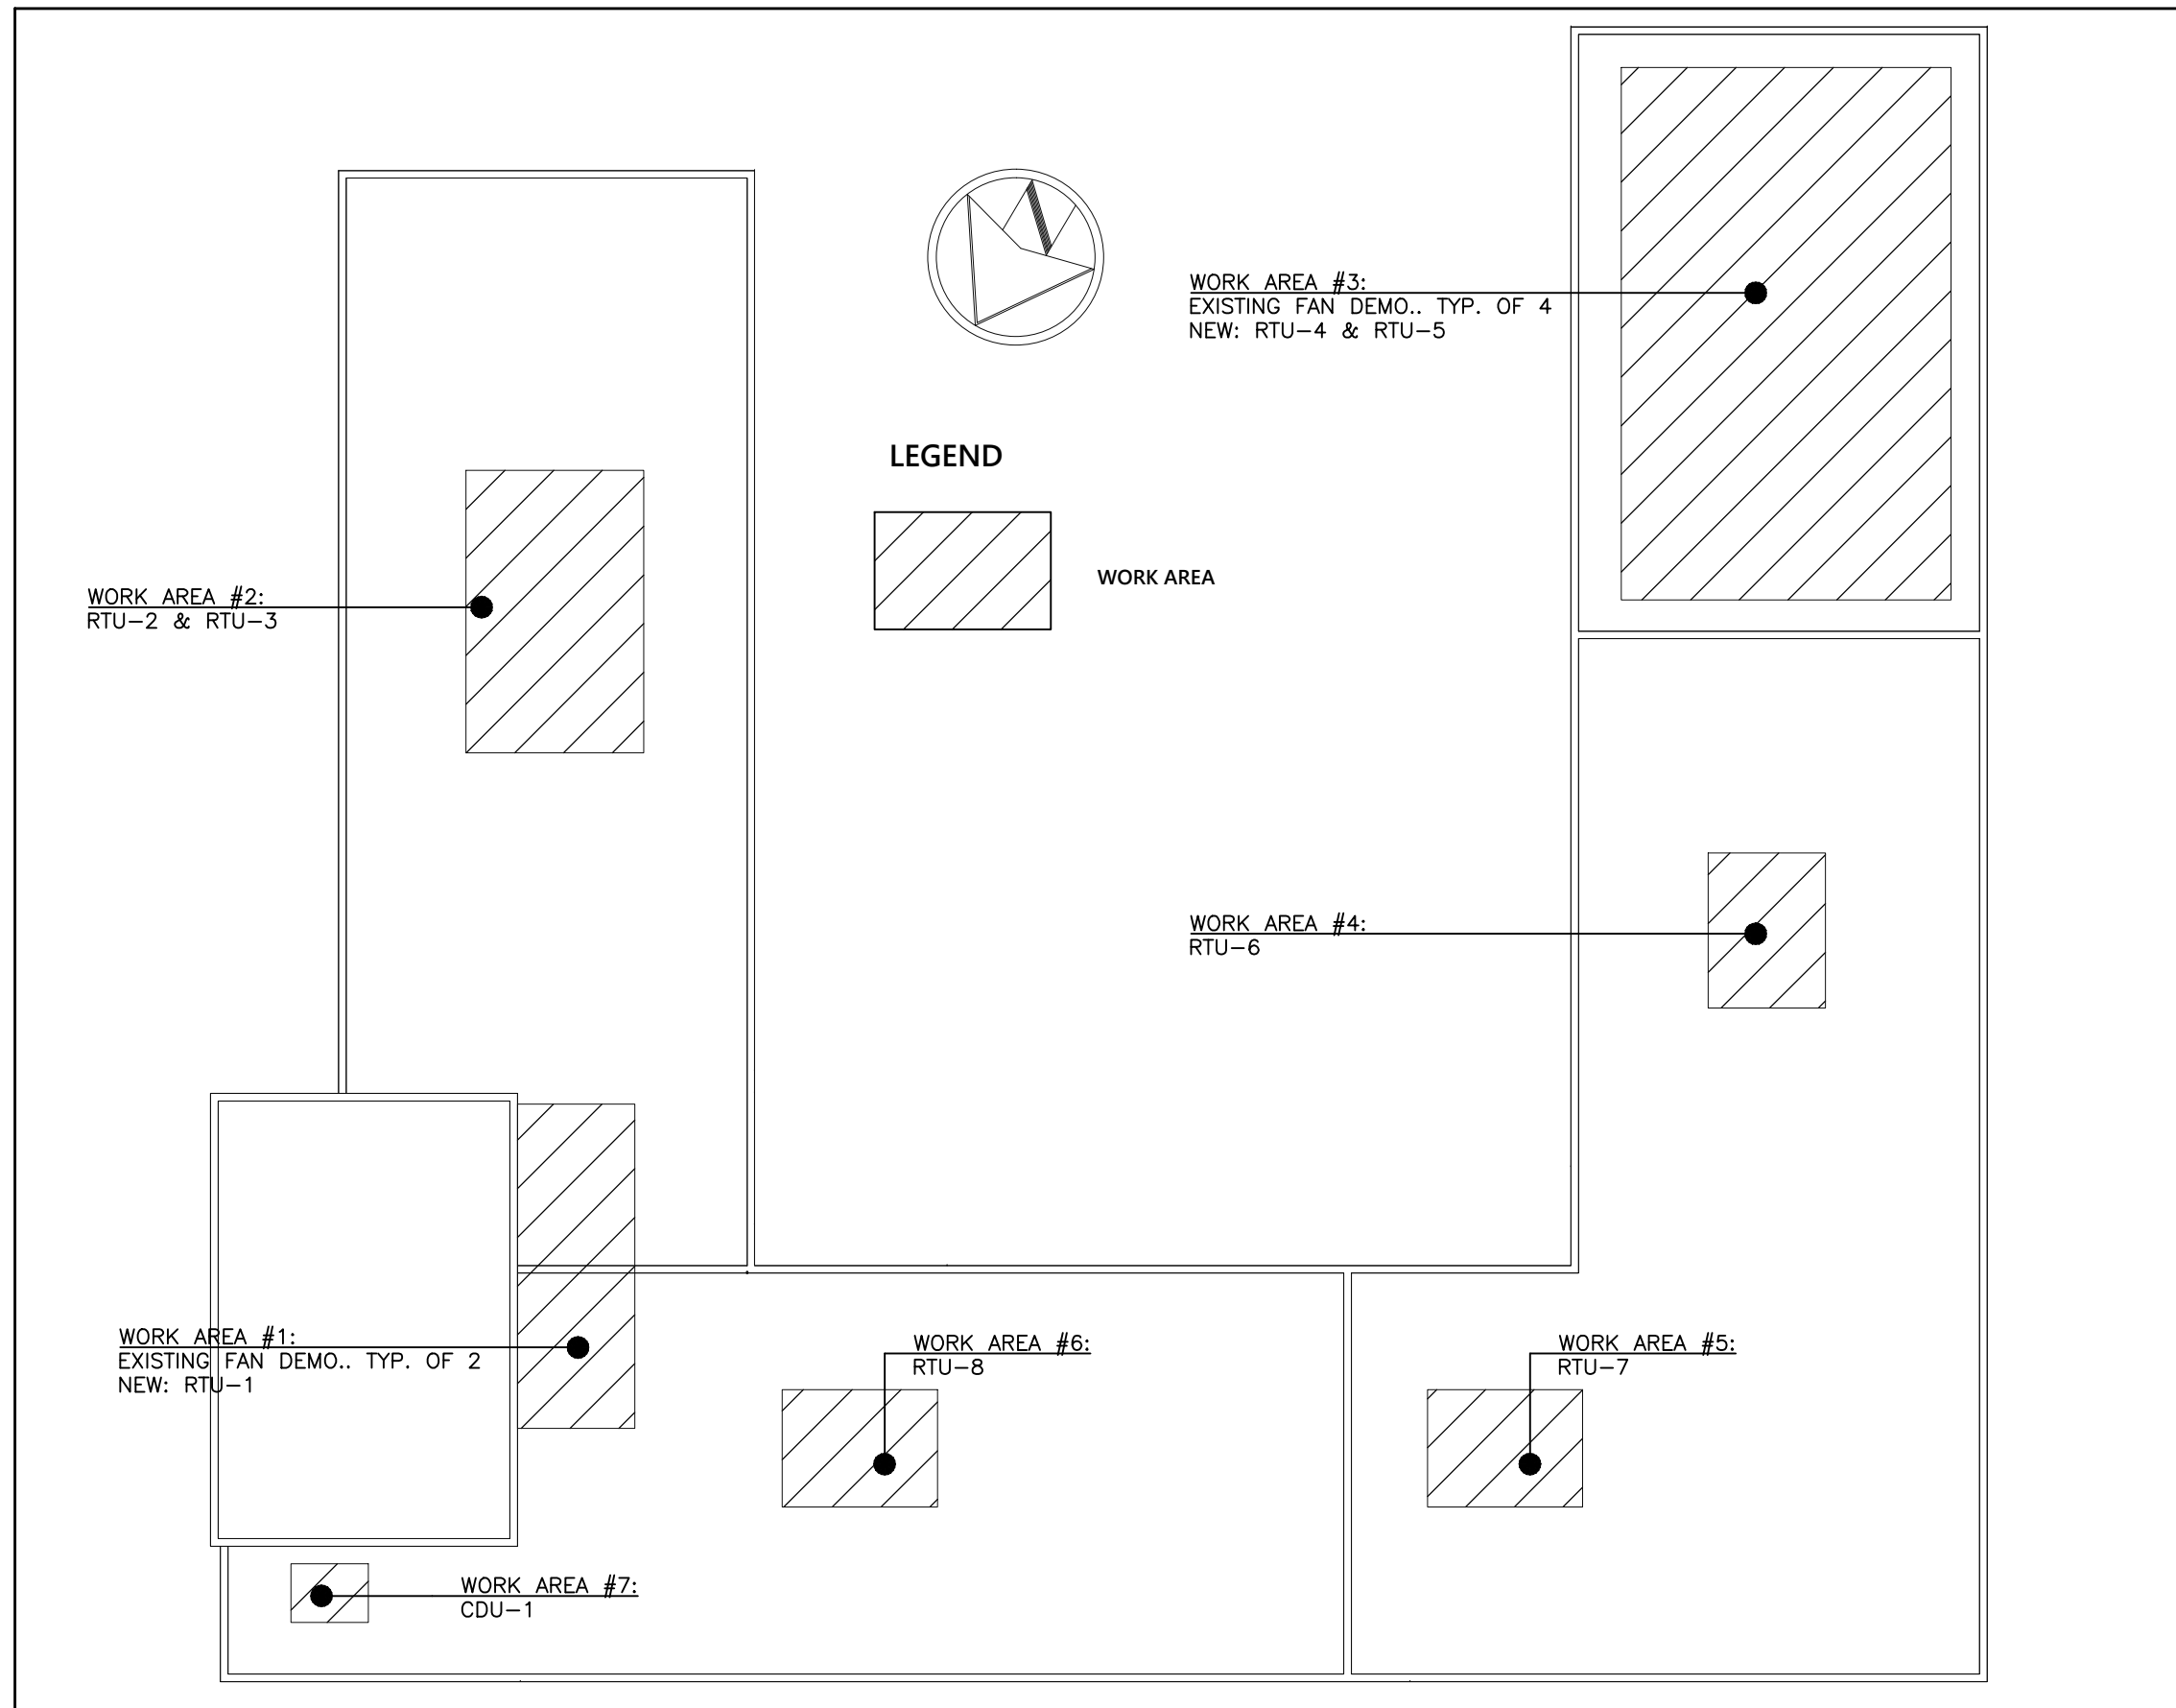 WORK AREA #3:
EXISTING FAN DEMO.. TYP. OF 4
NEW: RTU-4 & RTU-5
LEGEND
WORK AREA
WORK AREA #2:
RTU-2 & RTU-3
WORK AREA #4:
RTU-6
WORK AREA #1:
EXISTING FAN DEMO.. TYP. OF 2
NEW: RTU-1
WORK AREA #6:
RTU-8
WORK AREA #5:
RTU-7
WORK AREA #7:
CDU-1